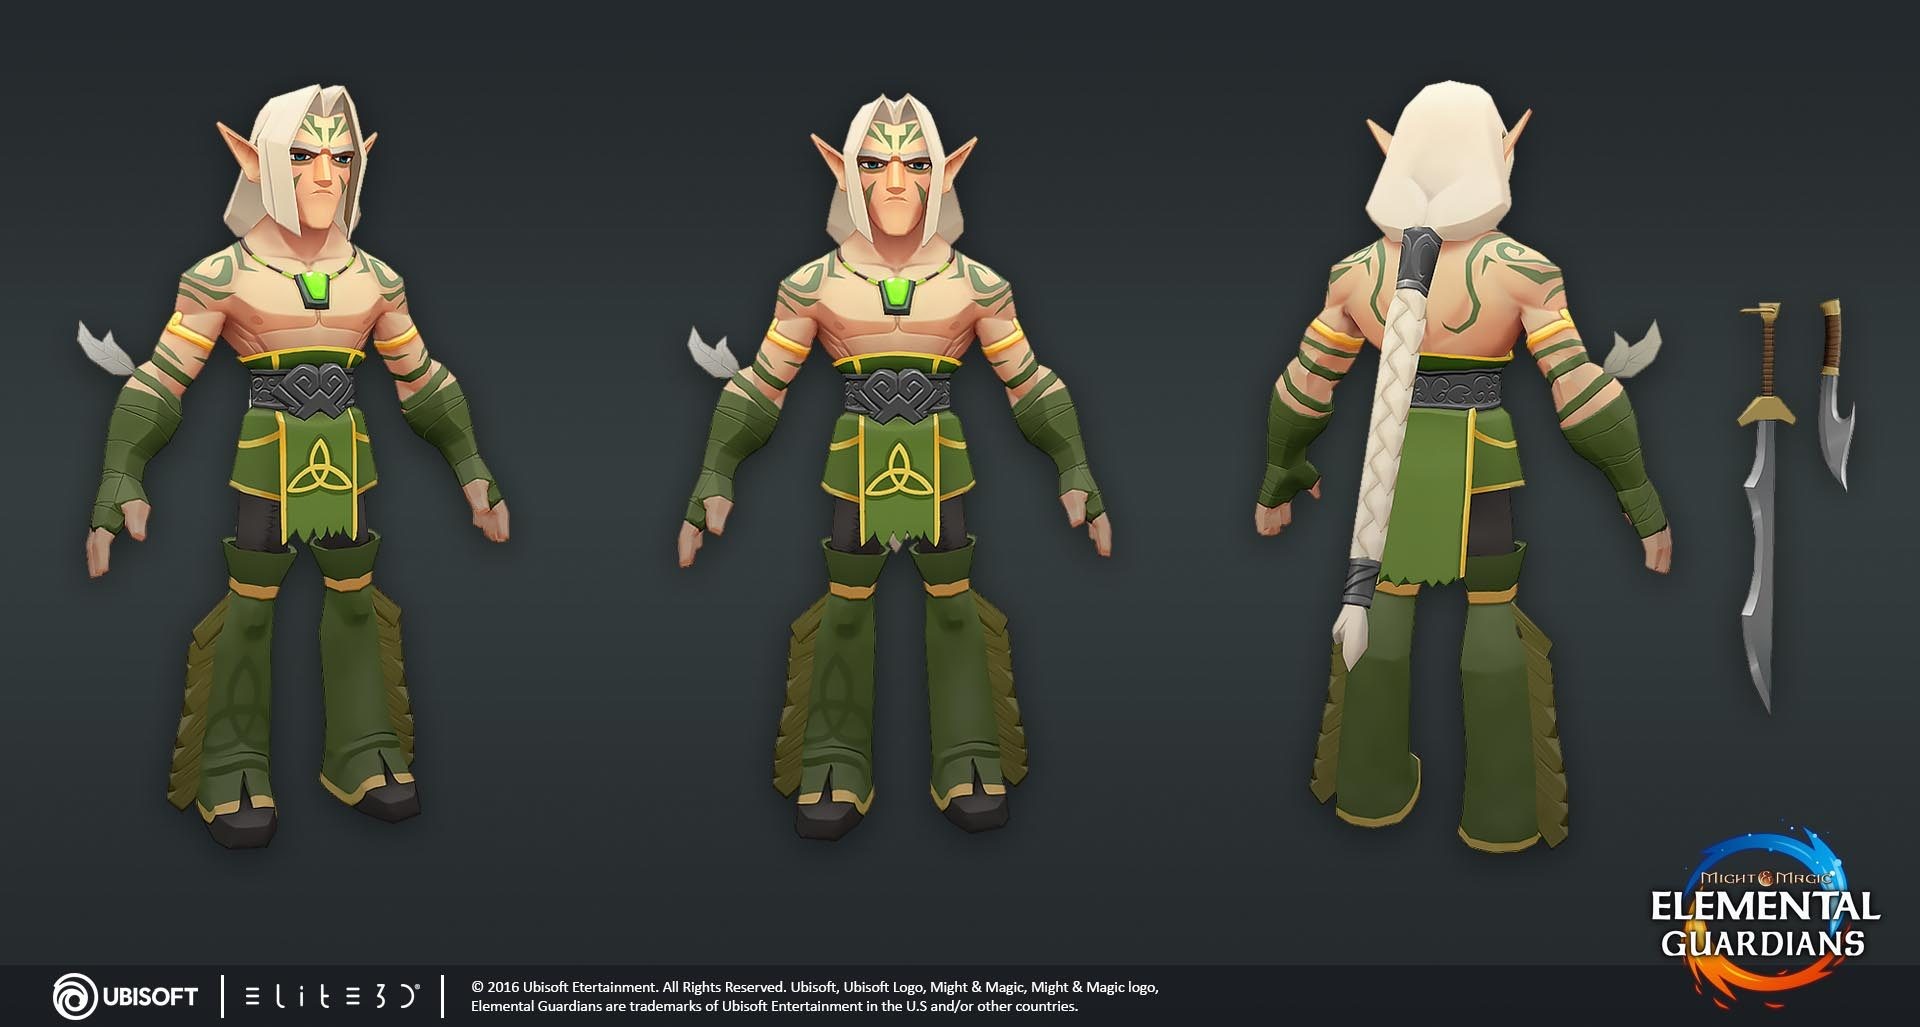 MIGHT & MAGIC
ELEMENTAL
GUARDIANS
UBISOFT
Elite3D®
© 2016 Ubisoft Etertainment. All Rights Reserved. Ubisoft, Ubisoft Logo, Might & Magic, Might & Magic logo,
Elemental Guardians are trademarks of Ubisoft Entertainment in the U.S and/or other countries.